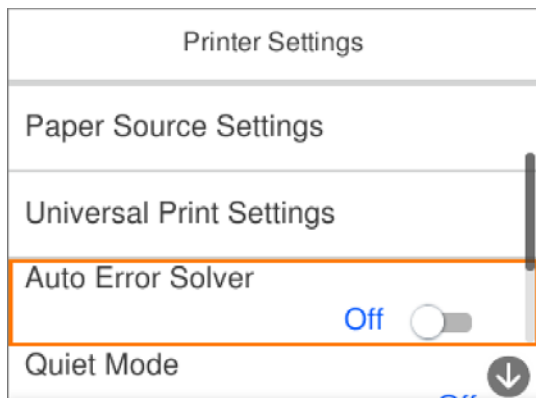 Printer Settings
Paper Source Settings
Universal Print Settings
Auto Error Solver
Off
Quiet Mode